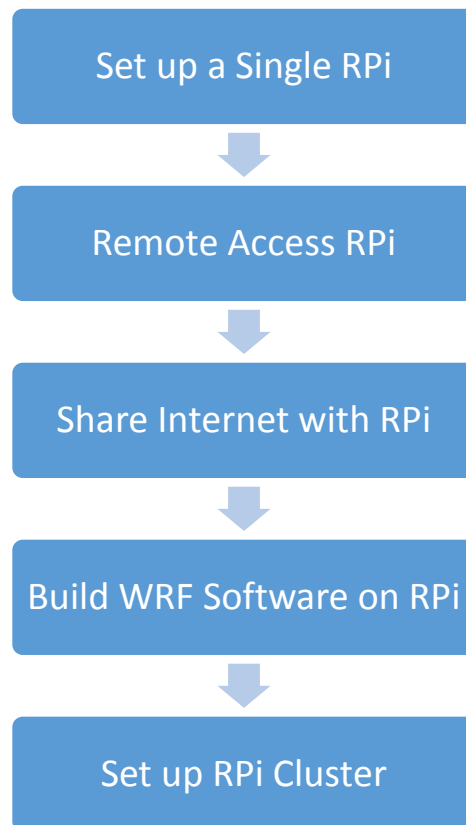 Set up a Single RPi
Remote Access RPi
Share Internet with RPi
Build WRF Software on RPi
Set up RPi Cluster